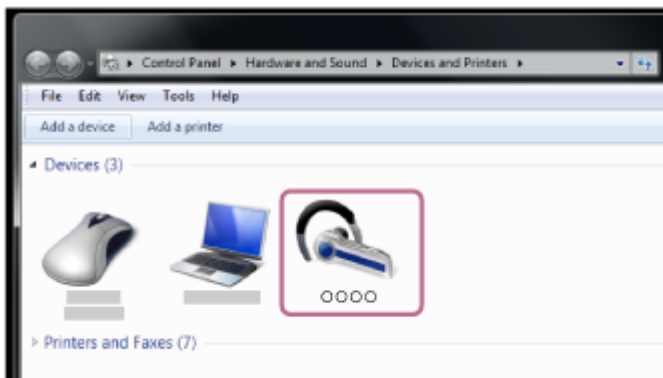 Control Panel ▸ Hardware and Sound ▸ Devices and Printers ▸
File Edit View Tools Help
Add a device Add a printer
Devices (3)
OOOO
Printers and Faxes (7)